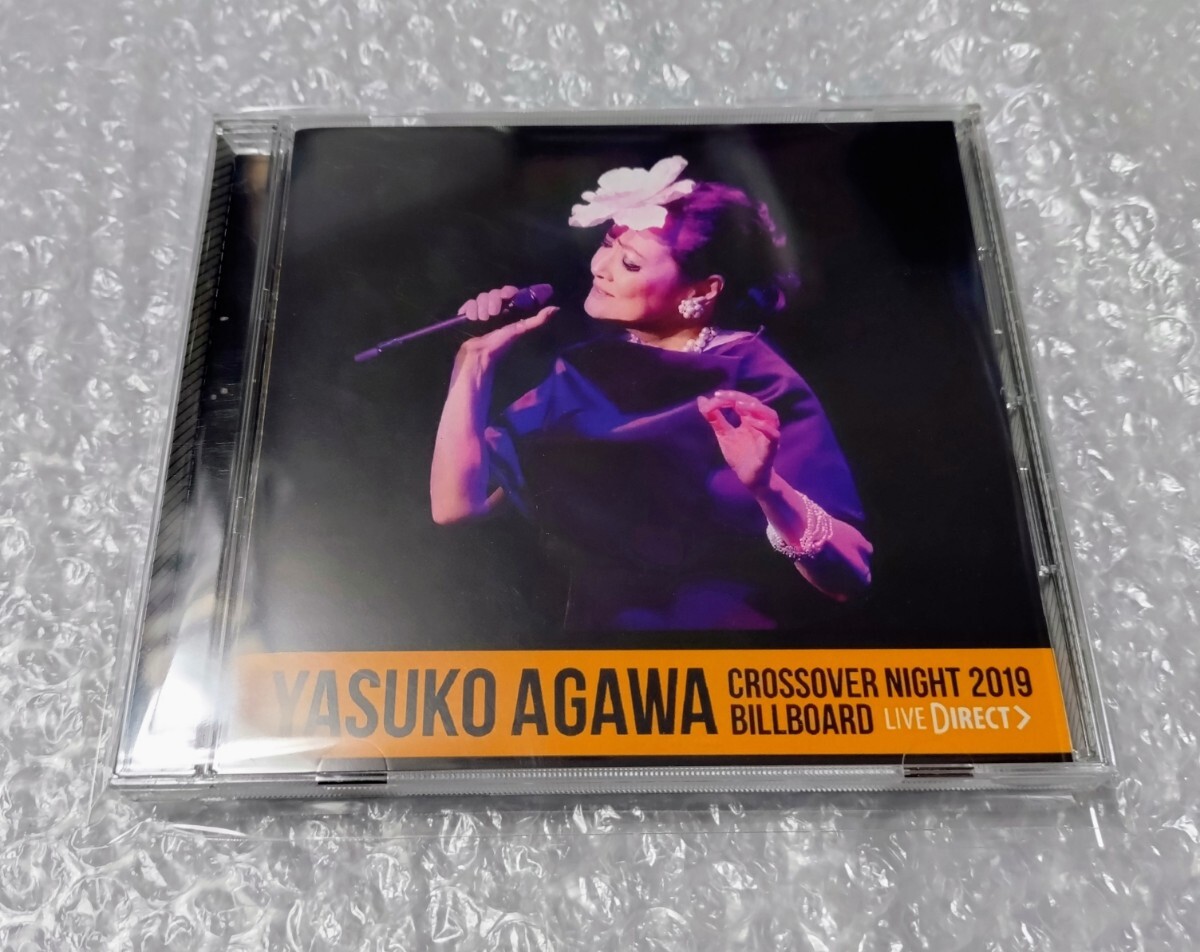 YASUKO AGAWA
CROSSOVER NIGHT 2019
BILLBOARD LIVE DIRECT>